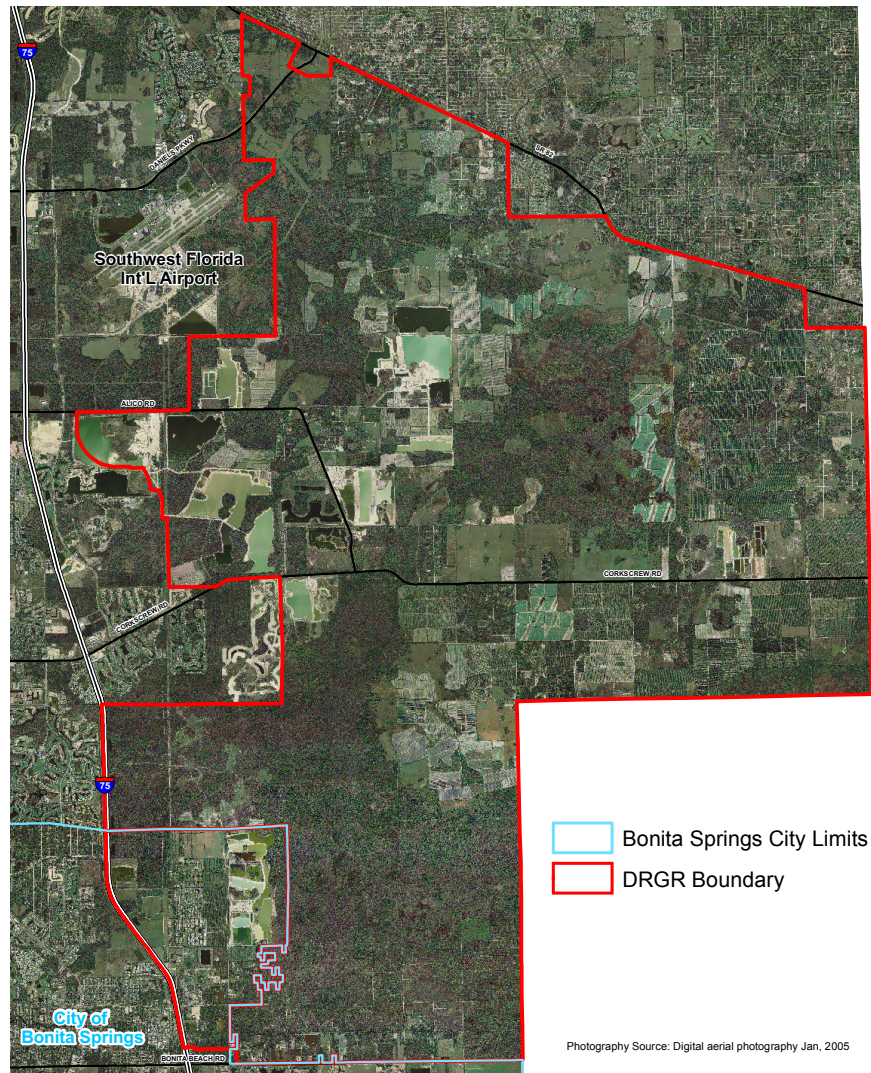 75
DANIELS PKWY
SR 82
Southwest Florida
Int'L Airport
ALICO RD
CORKSCREW RD
CORKSCREW RD
75
Bonita Springs City Limits
DRGR Boundary
City of
Bonita Springs
BONITA BEACH RD
Photography Source: Digital aerial photography Jan, 2005